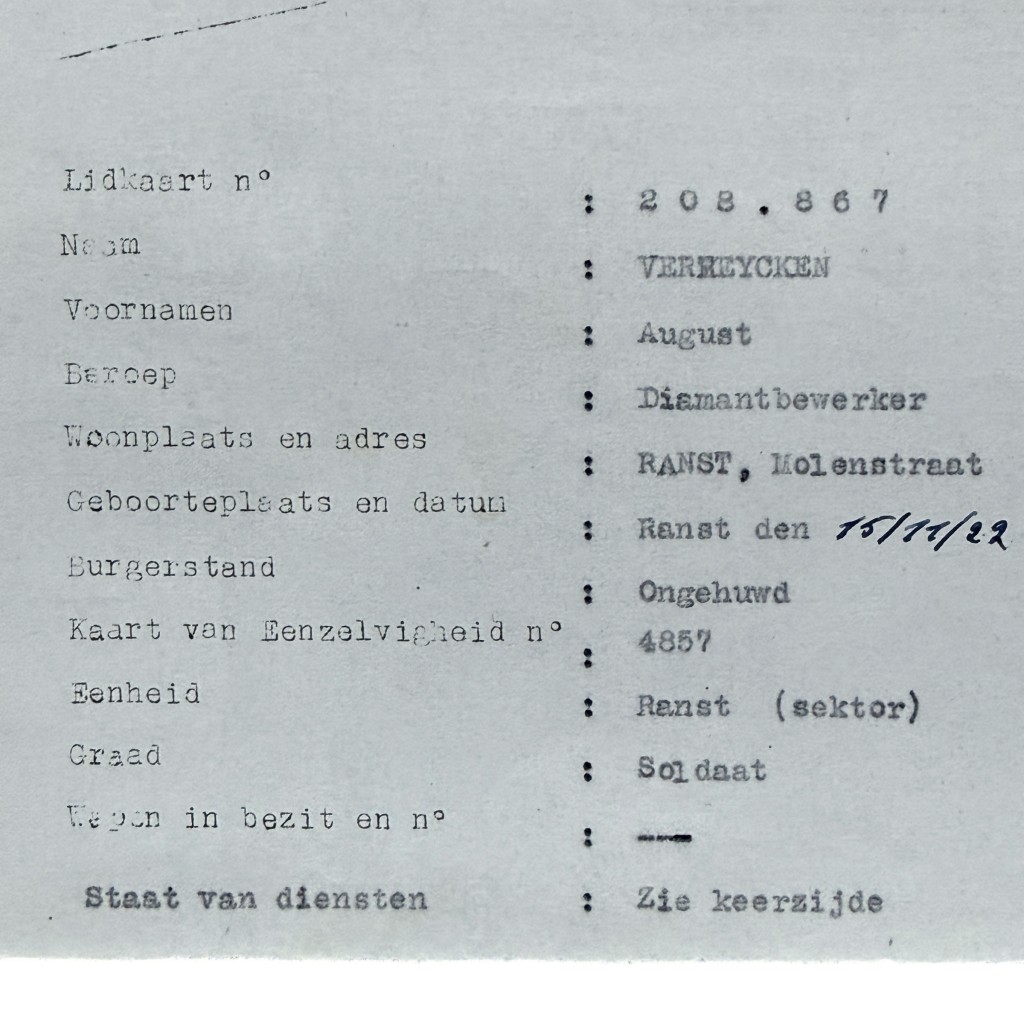 Lidkaart n° : 208.867
Naam : VERHEYCKEN
Voornamen : August
Beroep : Diamantbewerker
Woonplaats en adres : RANST, Molenstraat
Geboorteplaats en datum : Ranst den 15/11/22
Burgerstand : Ongehuwd
Kaart van Eenzelvigheid n° : 4857
Eenheid : Ranst (sektor)
Graad : Soldaat
Wapen in bezit en n° : —
Staat van diensten : Zie keerzijde